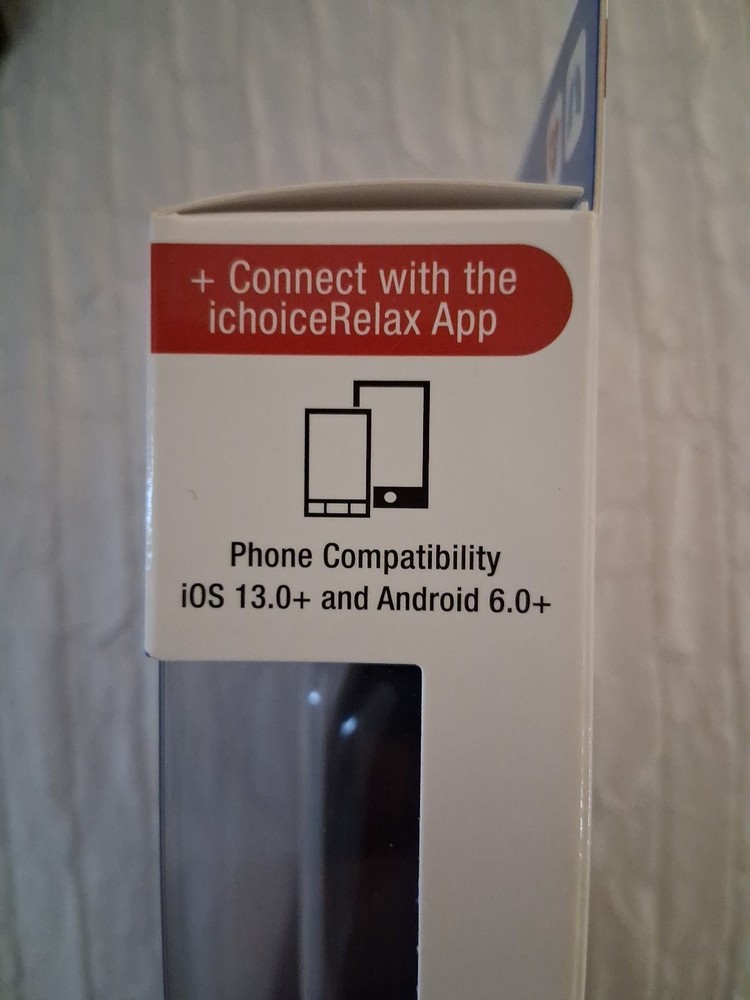 + Connect with the
ichoiceRelax App
Phone Compatibility
iOS 13.0+ and Android 6.0+